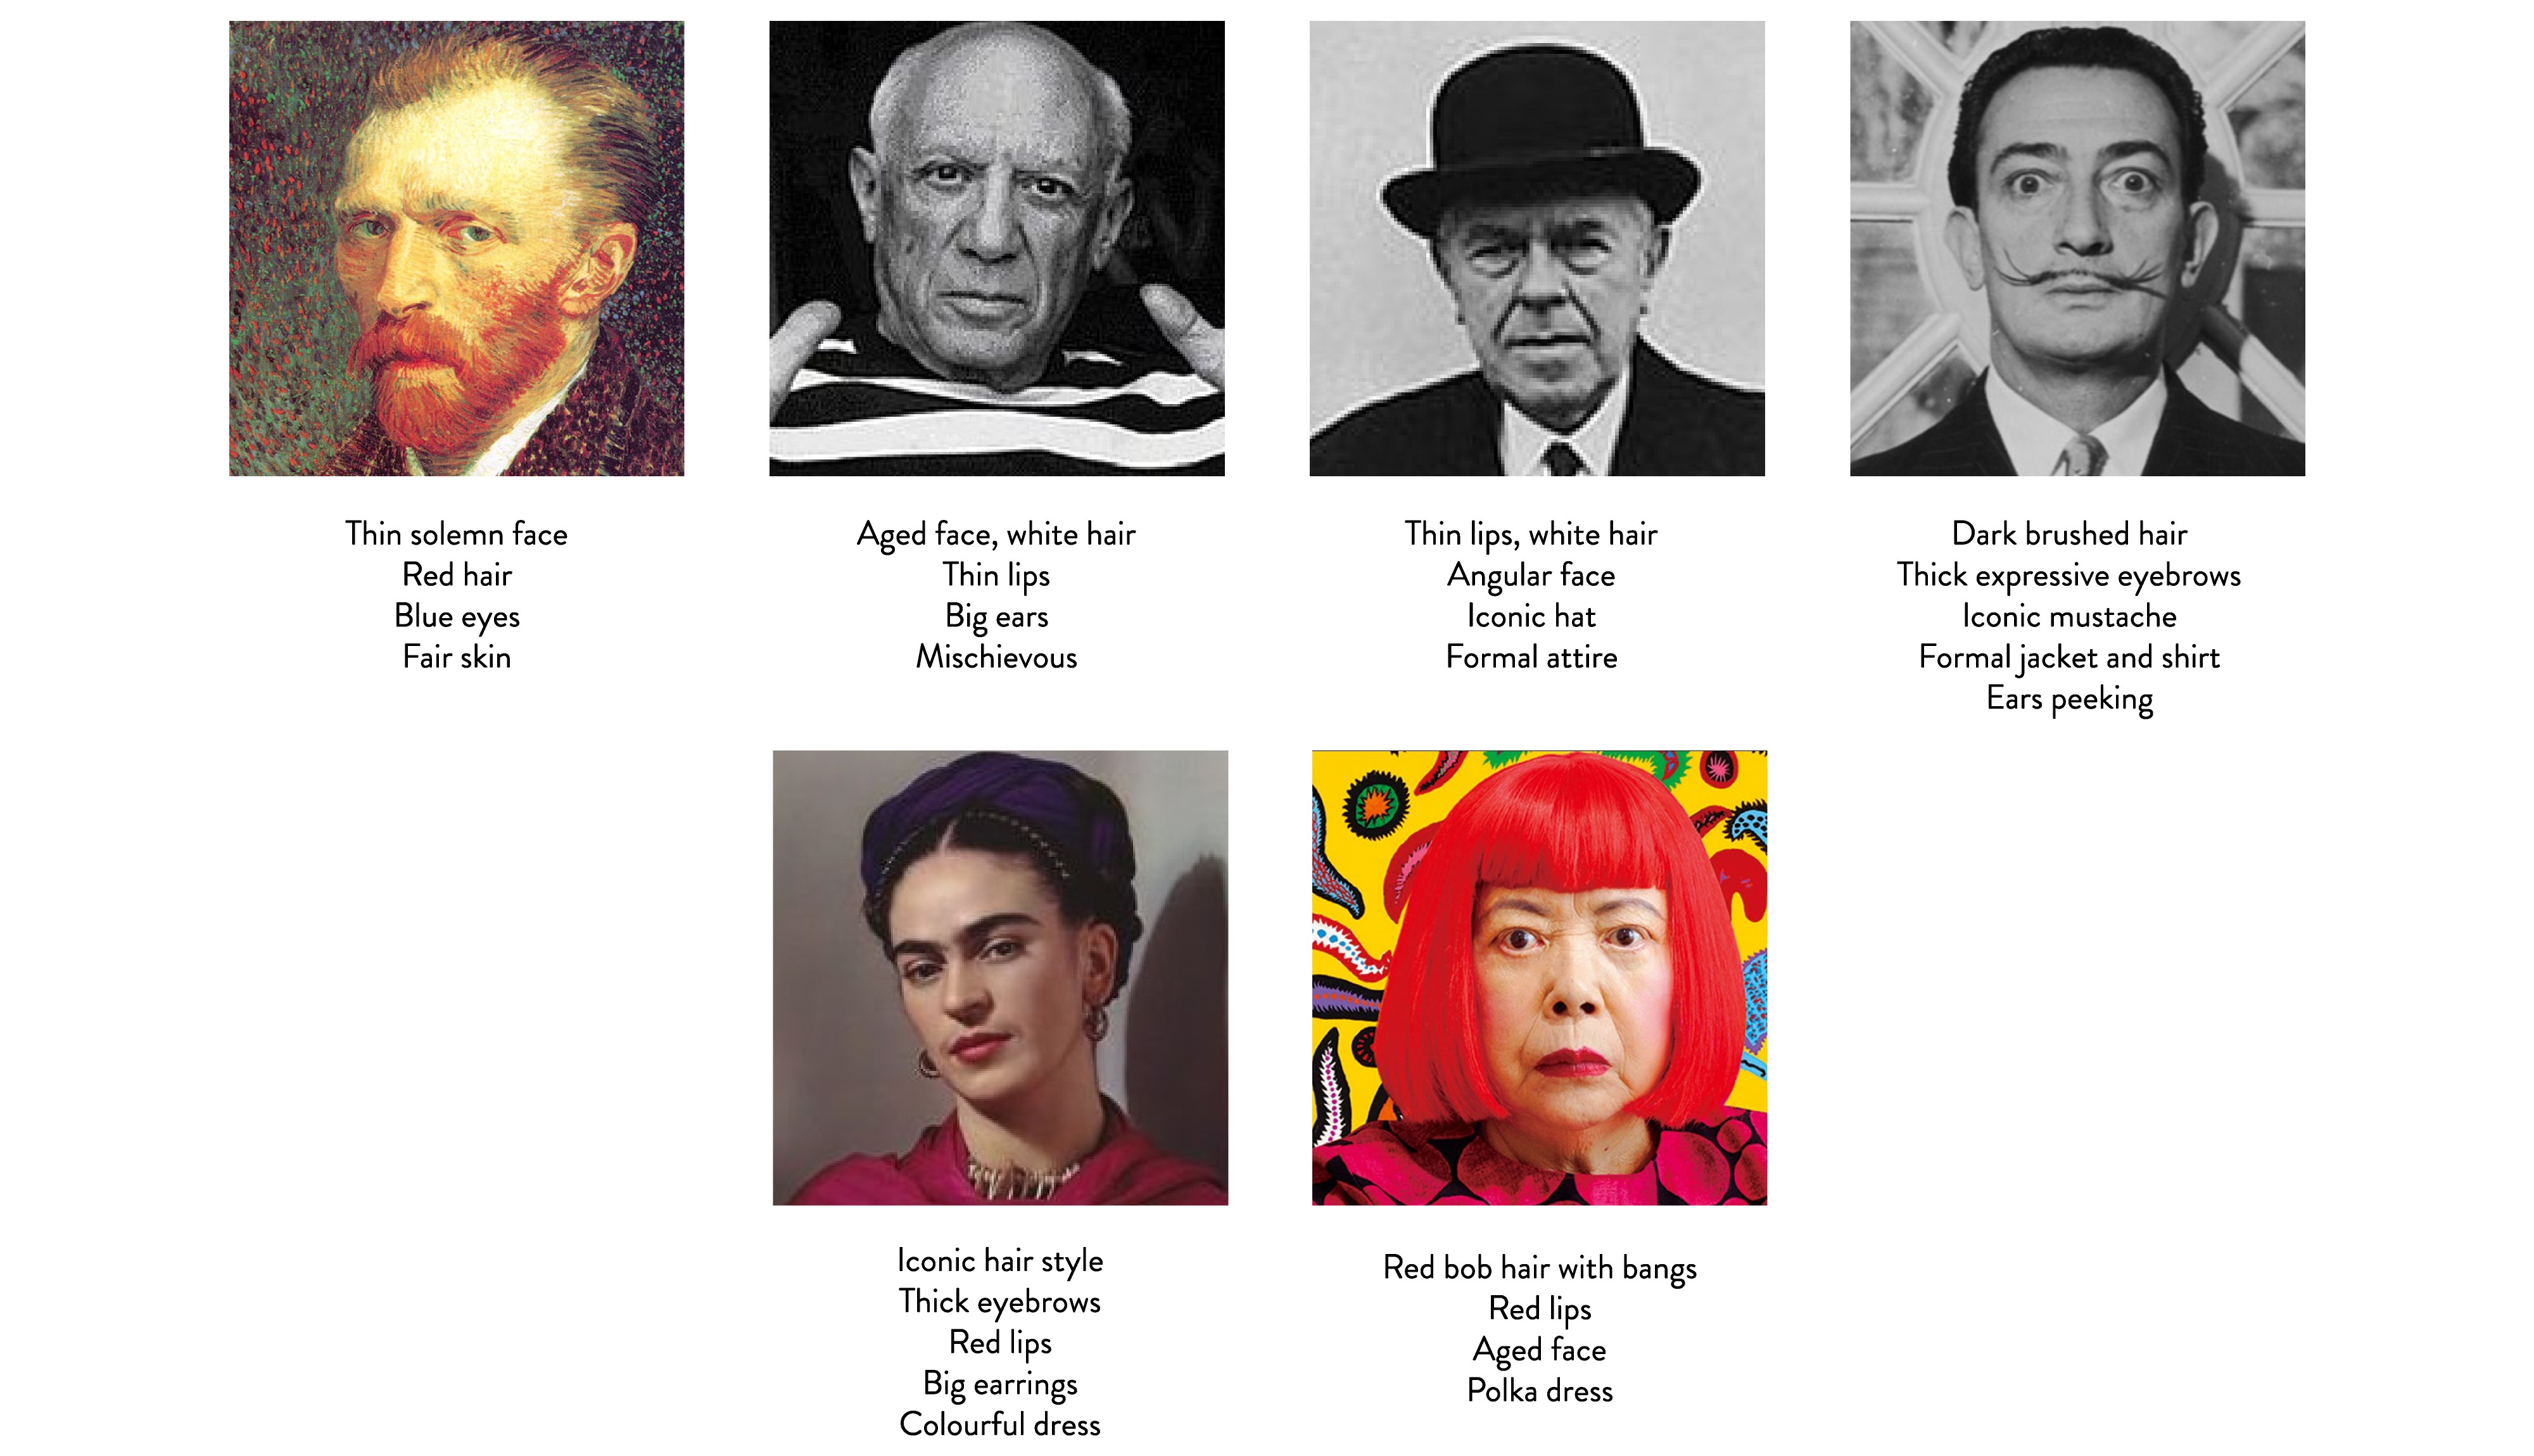 Thin solemn face
Red hair
Blue eyes
Fair skin
Aged face, white hair
Thin lips
Big ears
Mischievous
Thin lips, white hair
Angular face
Iconic hat
Formal attire
Dark brushed hair
Thick expressive eyebrows
Iconic mustache
Formal jacket and shirt
Ears peeking
Iconic hair style
Thick eyebrows
Red lips
Big earrings
Colourful dress
Red bob hair with bangs
Red lips
Aged face
Polka dress